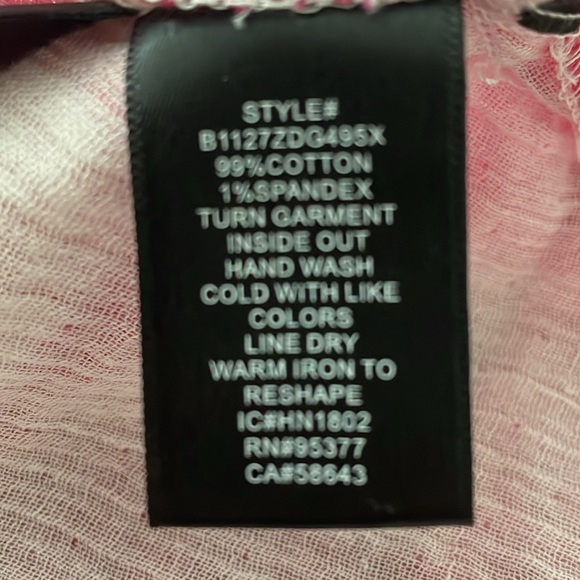 STYLE#
B1127ZDG495X
99%COTTON
1%SPANDEX
TURN GARMENT
INSIDE OUT
HAND WASH
COLD WITH LIKE
COLORS
LINE DRY
WARM IRON TO
RESHAPE
IC#HN1802
RN#95377
CA#58643